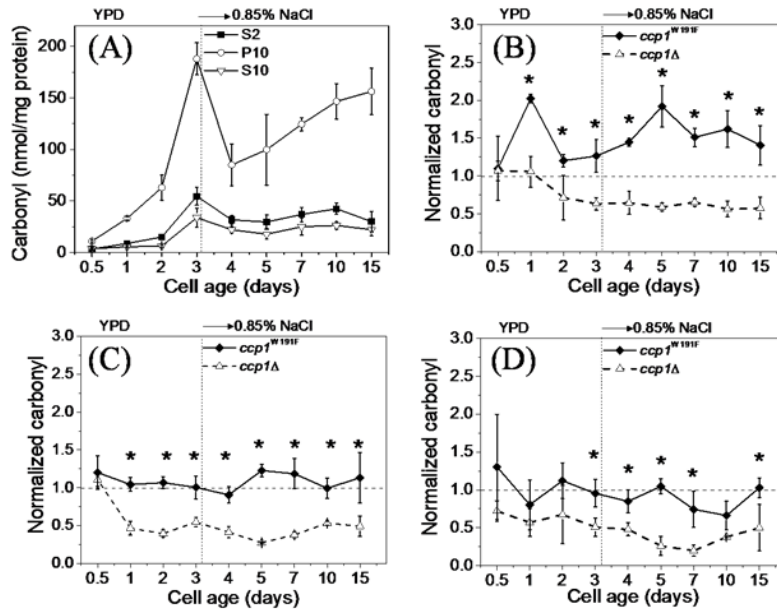 YPD →0.85% NaCl
(A)
S2
P10
S10
Carbonyl (nmol/mg protein)
200
150
100
50
0
0.5 1 2 3 4 5 7 10 15
Cell age (days)
YPD →0.85% NaCl
(B)
ccp1W191F
ccp1Δ
Normalized carbonyl
3.0
2.5
2.0
1.5
1.0
0.5
0.0
* * * * * * * *
0.5 1 2 3 4 5 7 10 15
Cell age (days)
YPD →0.85% NaCl
(C)
ccp1W191F
ccp1Δ
Normalized carbonyl
3.0
2.5
2.0
1.5
1.0
0.5
0.0
* * * * * * * *
0.5 1 2 3 4 5 7 10 15
Cell age (days)
YPD →0.85% NaCl
(D)
ccp1W191F
ccp1Δ
Normalized carbonyl
3.0
2.5
2.0
1.5
1.0
0.5
0.0
* * * * *
0.5 1 2 3 4 5 7 10 15
Cell age (days)